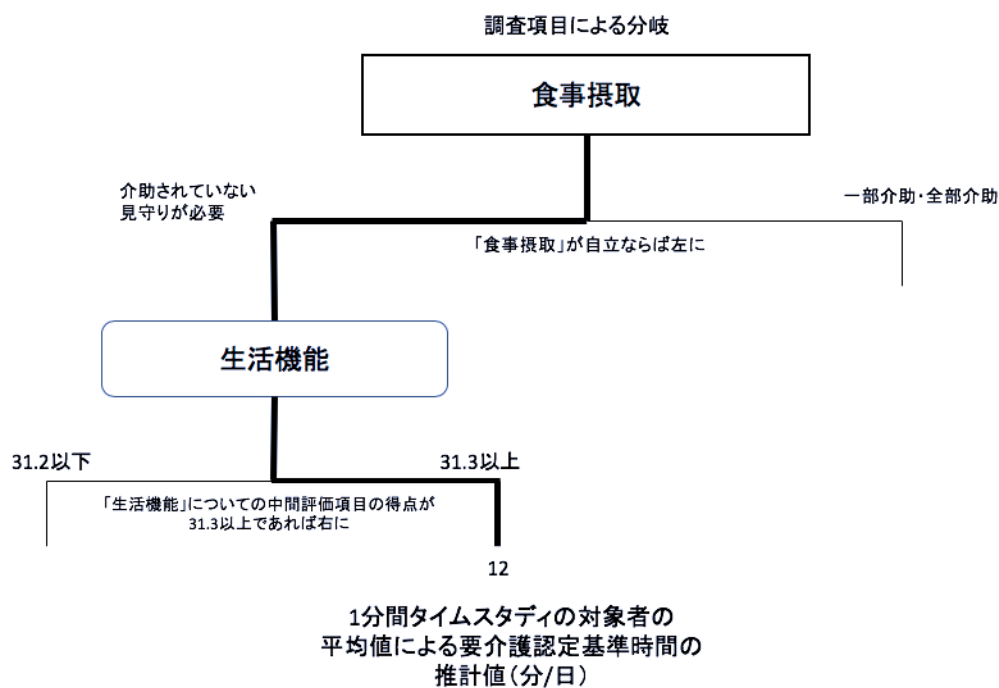 調査項目による分岐
食事摂取
介助されていない
見守りが必要
一部介助・全部介助
「食事摂取」が自立ならば左に
生活機能
31.2以下
31.3以上
「生活機能」についての中間評価項目の得点が
31.3以上であれば右に
12
1分間タイムスタディの対象者の
平均値による要介護認定基準時間の
推計値(分/日)